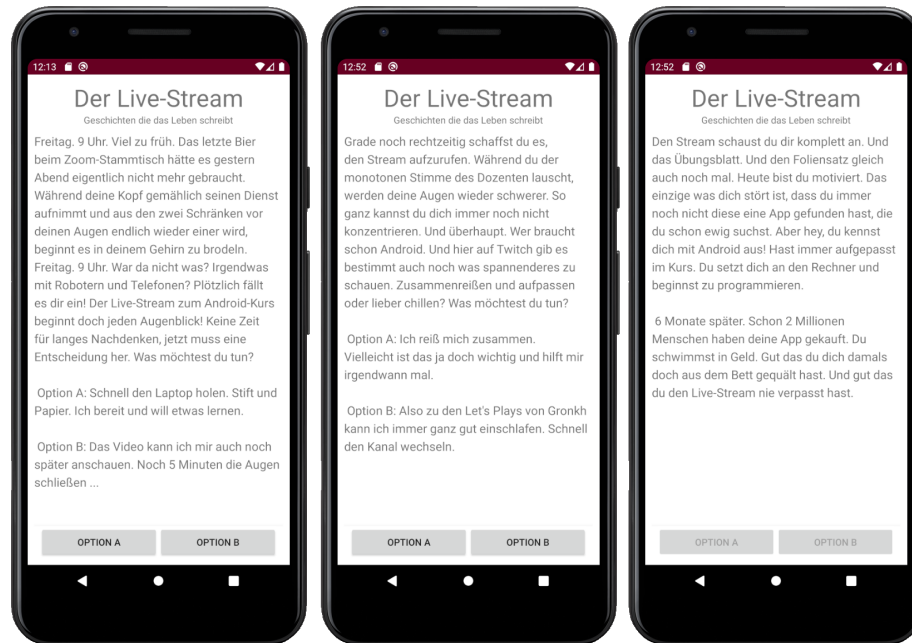 12:13
Der Live-Stream
Geschichten die das Leben schreibt
Freitag. 9 Uhr. Viel zu früh. Das letzte Bier
beim Zoom-Stammtisch hätte es gestern
Abend eigentlich nicht mehr gebraucht.
Während deine Kopf gemählich seinen Dienst
aufnimmt und aus den zwei Schränken vor
deinen Augen endlich wieder einer wird,
beginnt es in deinem Gehirn zu brodeln.
Freitag. 9 Uhr. War da nicht was? Irgendwas
mit Robotern und Telefonen? Plötzlich fällt
es dir ein! Der Live-Stream zum Android-Kurs
beginnt doch jeden Augenblick! Keine Zeit
für langes Nachdenken, jetzt muss eine
Entscheidung her. Was möchtest du tun?
Option A: Schnell den Laptop holen. Stift und
Papier. Ich bereit und will etwas lernen.
Option B: Das Video kann ich mir auch noch
später anschauen. Noch 5 Minuten die Augen
schließen ...
OPTION A
OPTION B
12:52
Der Live-Stream
Geschichten die das Leben schreibt
Grade noch rechtzeitig schaffst du es,
den Stream aufzurufen. Während du der
monotonen Stimme des Dozenten lauscht,
werden deine Augen wieder schwerer. So
ganz kannst du dich immer noch nicht
konzentrieren. Und überhaupt. Wer braucht
schon Android. Und hier auf Twitch gib es
bestimmt auch noch was spannenderes zu
schauen. Zusammenreißen und aufpassen
oder lieber chillen? Was möchtest du tun?
Option A: Ich reiß mich zusammen.
Vielleicht ist das ja doch wichtig und hilft mir
irgendwann mal.
Option B: Also zu den Let's Plays von Gronkh
kann ich immer ganz gut einschlafen. Schnell
den Kanal wechseln.
OPTION A
OPTION B
12:52
Der Live-Stream
Geschichten die das Leben schreibt
Den Stream schaust du dir komplett an. Und
das Übungsblatt. Und den Foliensatz gleich
auch noch mal. Heute bist du motiviert. Das
einzige was dich stört ist, dass du immer
noch nicht diese eine App gefunden hast, die
du schon ewig suchst. Aber hey, du kennst
dich mit Android aus! Hast immer aufgepasst
im Kurs. Du setzt dich an den Rechner und
beginnst zu programmieren.
6 Monate später. Schon 2 Millionen
Menschen haben deine App gekauft. Du
schwimmst in Geld. Gut das du dich damals
doch aus dem Bett gequält hast. Und gut das
du den Live-Stream nie verpasst hast.
OPTION A
OPTION B